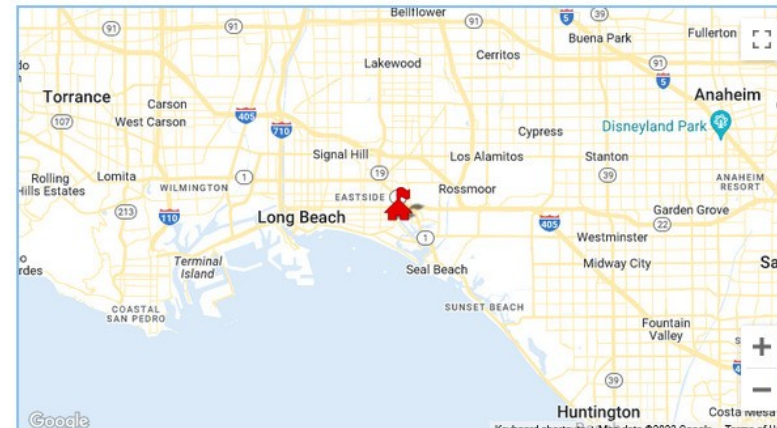 Bellflower
5
39
91
91
Buena Park
Fullerton
Lakewood
Cerritos
91
5
Torrance
Carson
405
Anaheim
107
West Carson
710
Cypress
Disneyland Park
Signal Hill
Los Alamitos
Stanton
Rolling
Hills Estates
Lomita
1
19
39
WILMINGTON
EASTSIDE
Rossmoor
ANAHEIM
RESORT
213
110
Long Beach
405
Garden Grove
22
1
Westminster
Terminal
Island
Seal Beach
Midway City
COASTAL
SAN PEDRO
SUNSET BEACH
Fountain
Valley
39
Huntington
Costa Mesa
Google